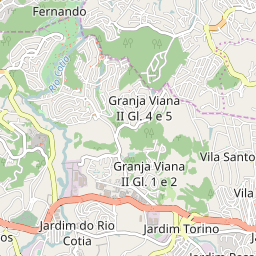 Fernando
Rio Cotia
Granja Viana
II Gl. 4 e 5
Granja Viana
II Gl. 1 e 2
Vila Santo
Vila
Jardim do Rio
Cotia
Jardim Torino
os
Jardim